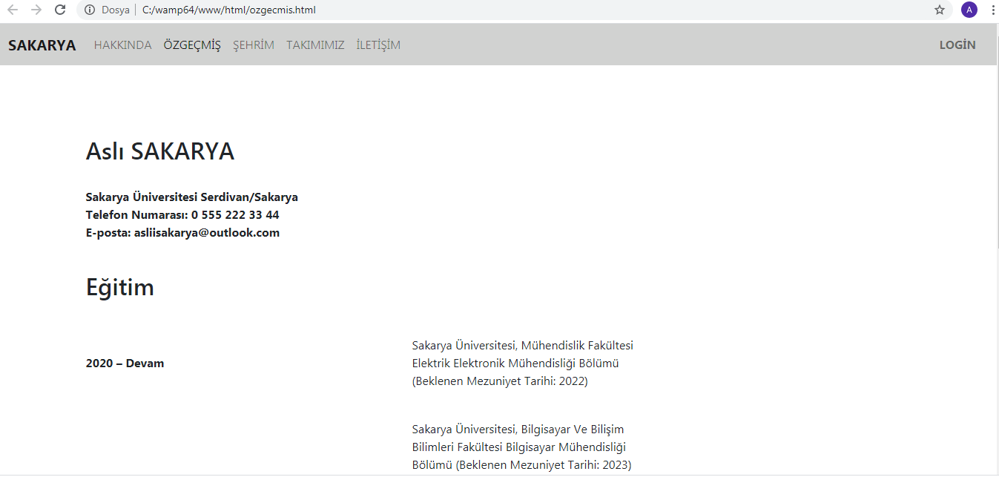 Dosya C:/wamp64/www/html/ozgecmis.html A
SAKARYA HAKKINDA ÖZGEÇMİŞ ŞEHRİM TAKIMIMIZ İLETİŞİM LOGİN
Aslı SAKARYA
Sakarya Üniversitesi Serdivan/Sakarya
Telefon Numarası: 0 555 222 33 44
E-posta: asliisakarya@outlook.com
Eğitim
2020 – Devam
Sakarya Üniversitesi, Mühendislik Fakültesi
Elektrik Elektronik Mühendisliği Bölümü
(Beklenen Mezuniyet Tarihi: 2022)
Sakarya Üniversitesi, Bilgisayar Ve Bilişim
Bilimleri Fakültesi Bilgisayar Mühendisliği
Bölümü (Beklenen Mezuniyet Tarihi: 2023)